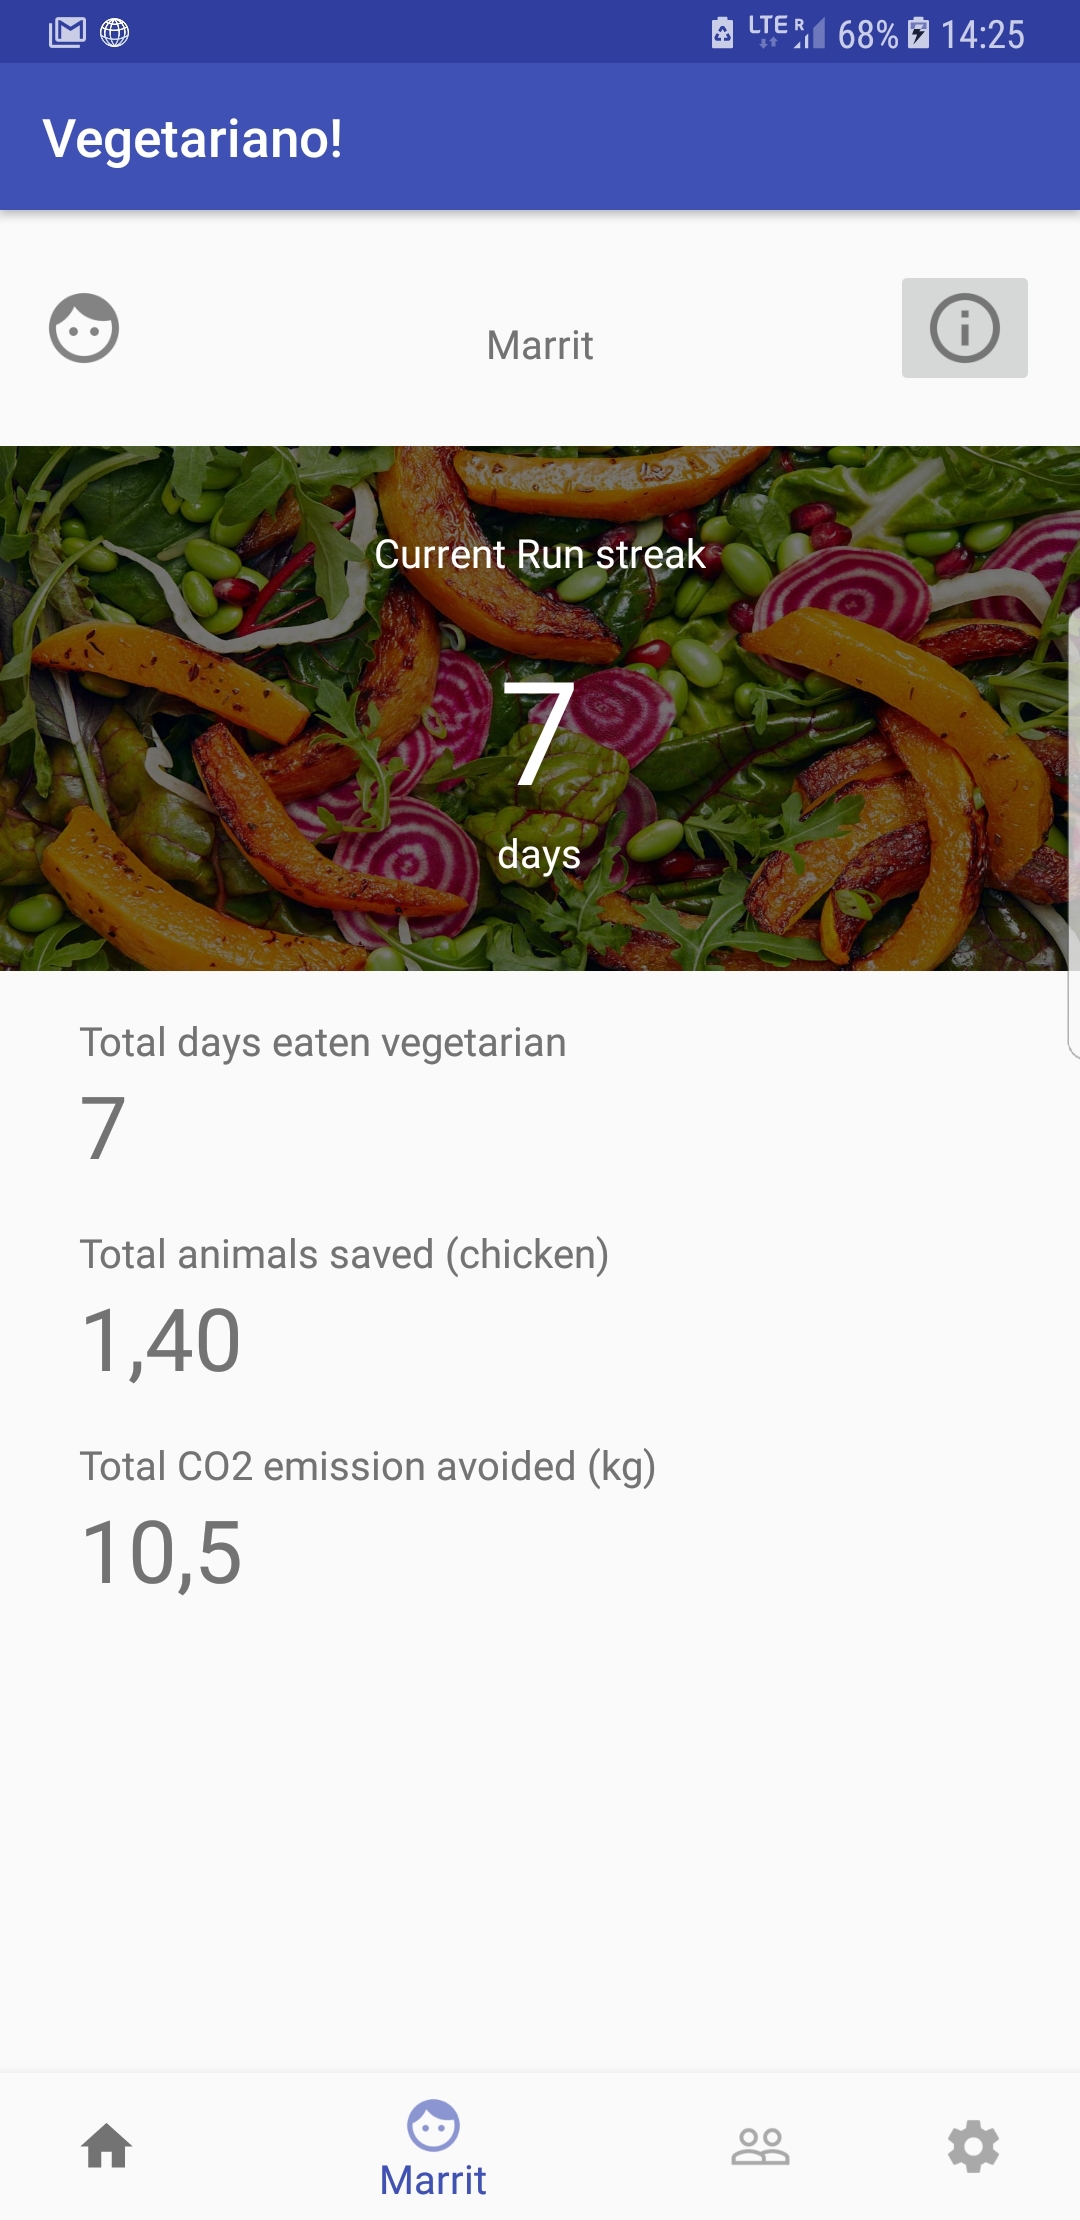 LTE R 68% 14:25
Vegetariano!
Marrit
Current Run streak
7
days
Total days eaten vegetarian
7
Total animals saved (chicken)
1,40
Total CO2 emission avoided (kg)
10,5
Marrit